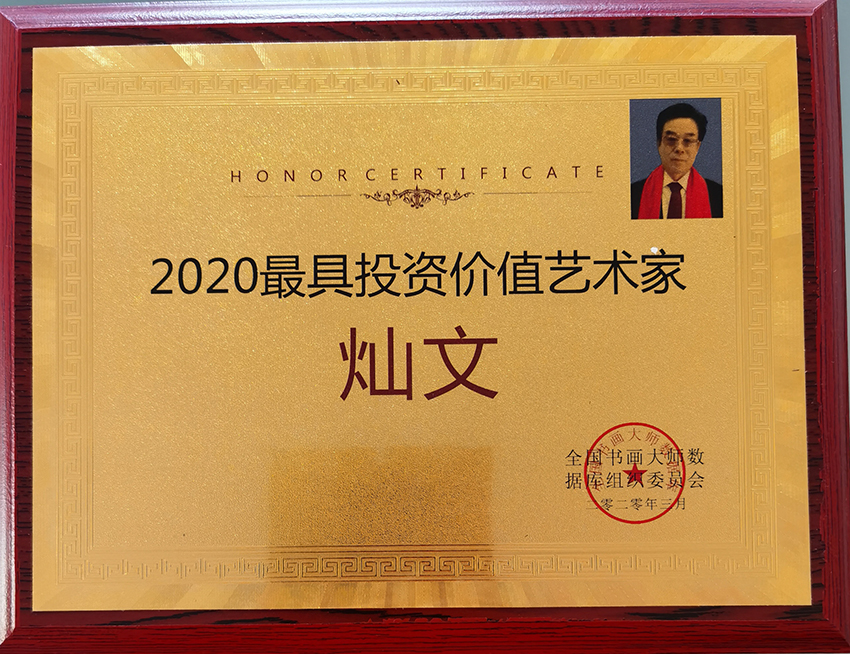 HONOR CERTIFICATE
2020最具投资价值艺术家
灿文
全国书画大师数
据库组织委员会
二零二零年三月